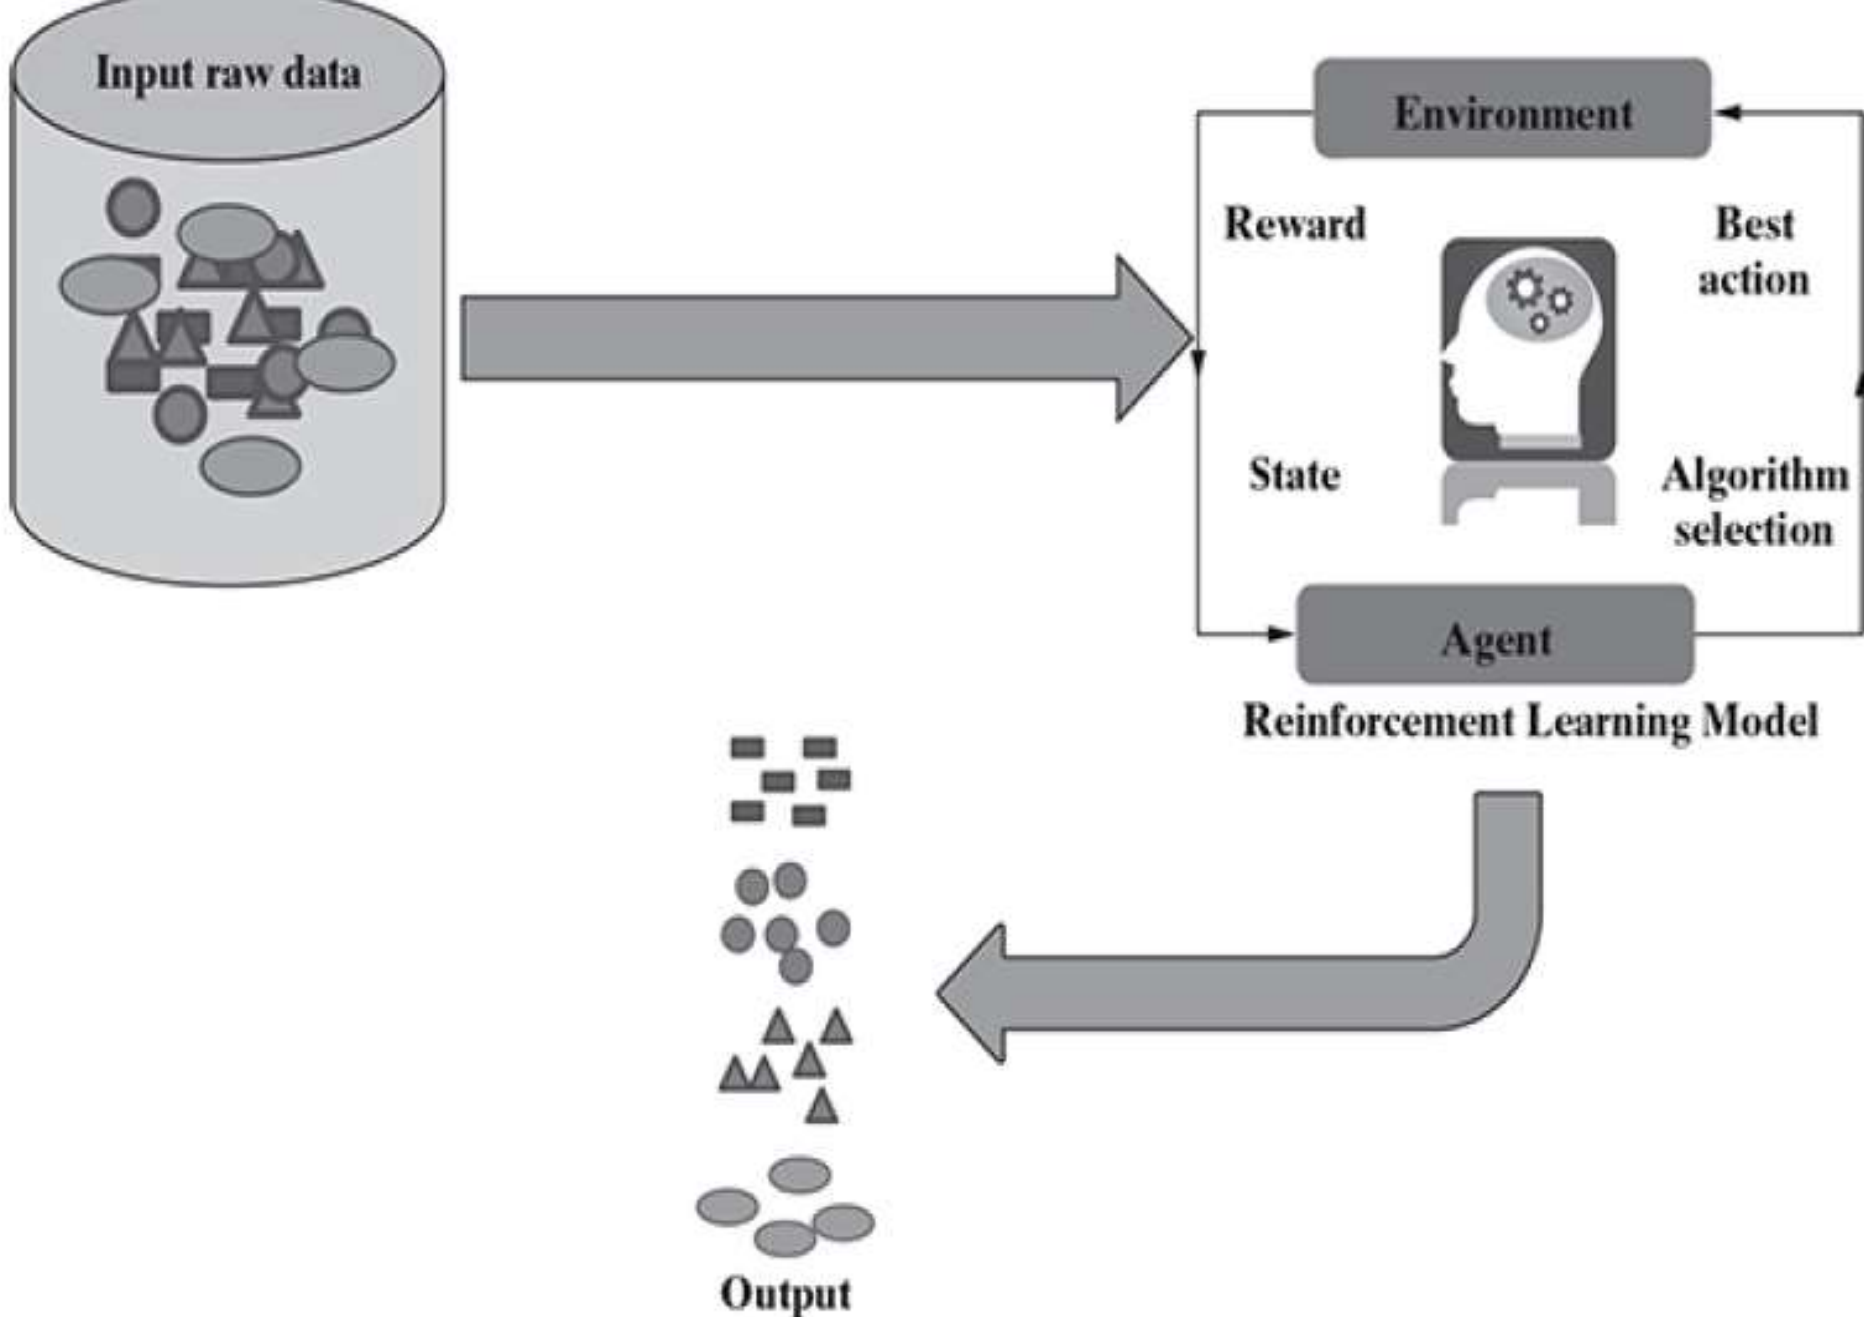 Input raw data
Environment
Reward
Best
action
State
Algorithm
selection
Agent
Reinforcement Learning Model
Output